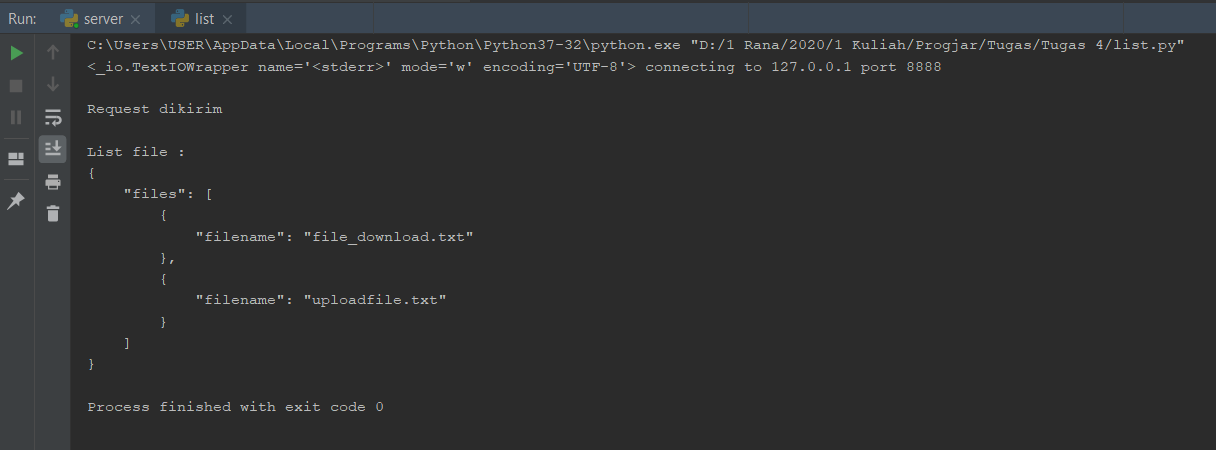 Run: server × list ×
C:\Users\USER\AppData\Local\Programs\Python\Python37-32\python.exe "D:/1 Rana/2020/1 Kuliah/Progjar/Tugas/Tugas 4/list.py"
<_io.TextIOWrapper name='<stderr>' mode='w' encoding='UTF-8'> connecting to 127.0.0.1 port 8888
Request dikirim
List file :
{
    "files": [
        {
            "filename": "file_download.txt"
        },
        {
            "filename": "uploadfile.txt"
        }
    ]
}
Process finished with exit code 0